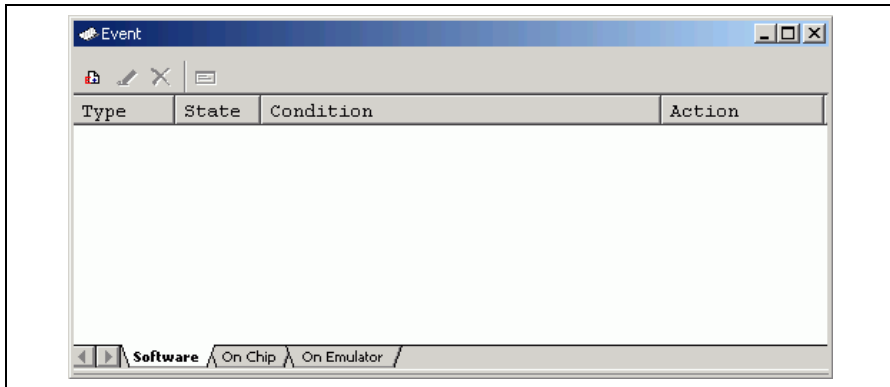 Event
Type State Condition Action
Software On Chip On Emulator